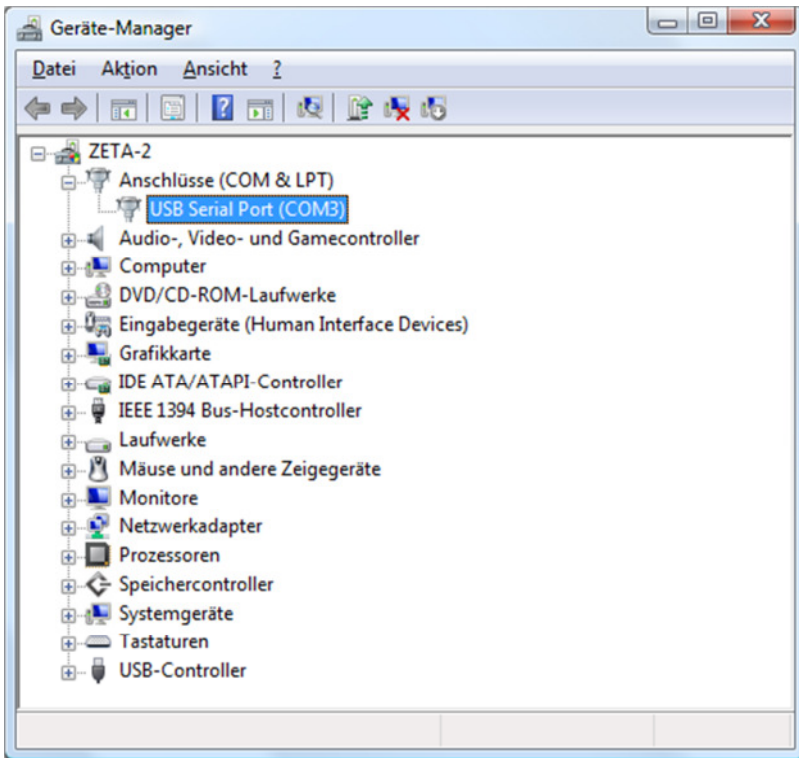 Geräte-Manager
Datei Aktion Ansicht ?
ZETA-2
Anschlüsse (COM & LPT)
USB Serial Port (COM3)
Audio-, Video- und Gamecontroller
Computer
DVD/CD-ROM-Laufwerke
Eingabegeräte (Human Interface Devices)
Grafikkarte
IDE ATA/ATAPI-Controller
IEEE 1394 Bus-Hostcontroller
Laufwerke
Mäuse und andere Zeigegeräte
Monitore
Netzwerkadapter
Prozessoren
Speichercontroller
Systemgeräte
Tastaturen
USB-Controller